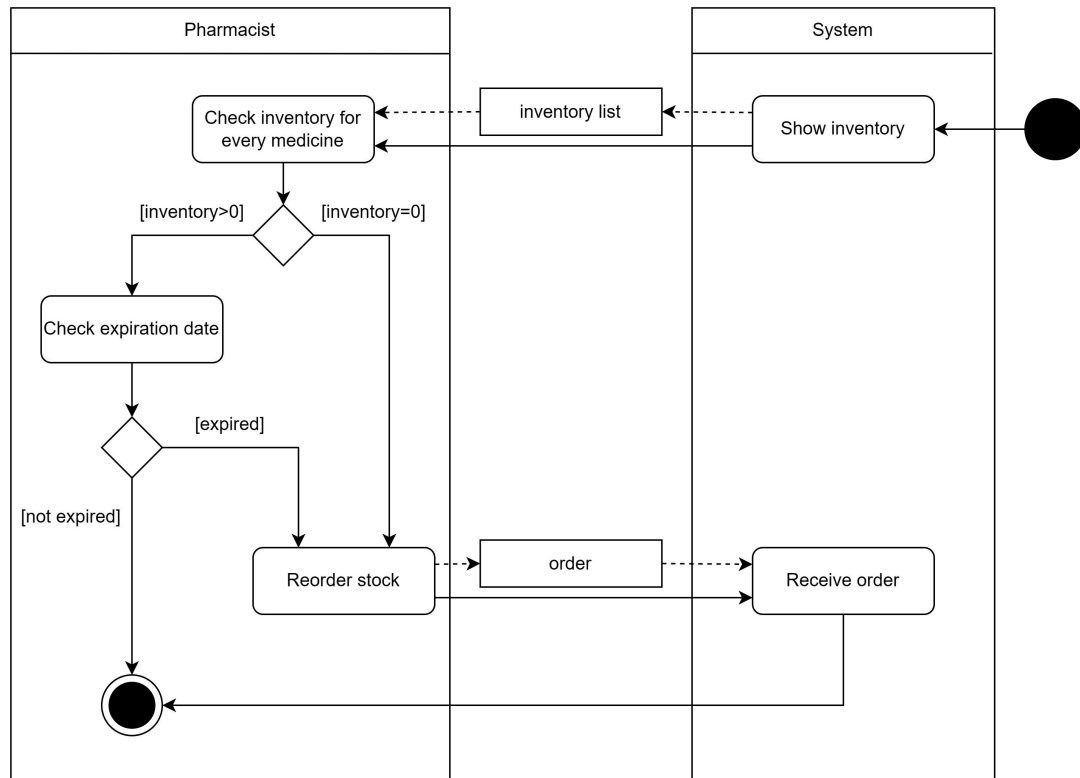 Pharmacist
System
Check inventory for
every medicine
inventory list
Show inventory
[inventory>0]
[inventory=0]
Check expiration date
[expired]
[not expired]
Reorder stock
order
Receive order